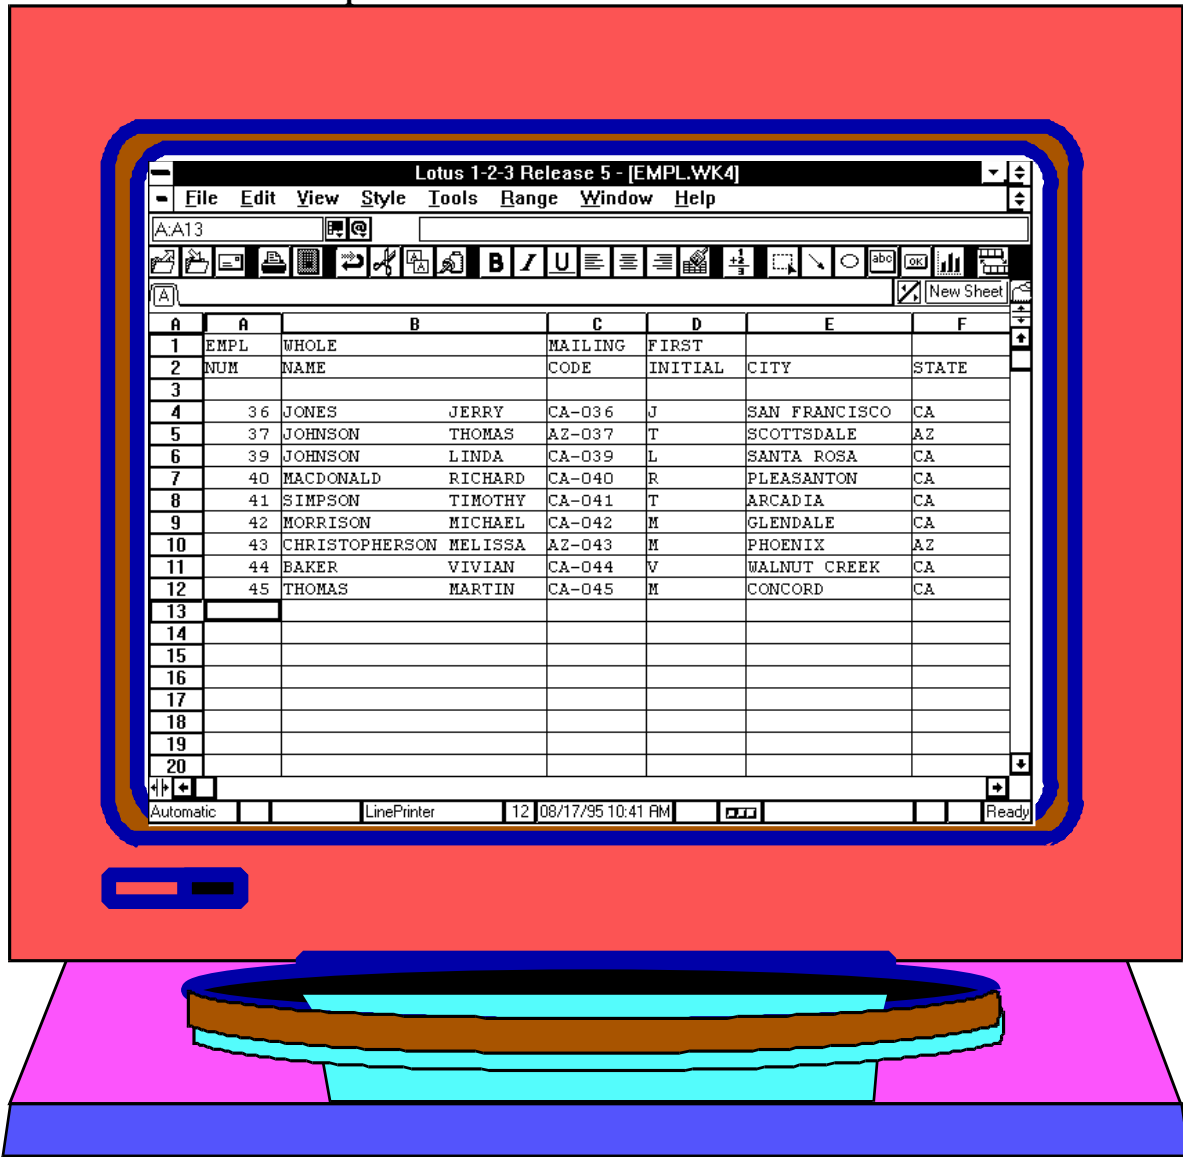 Lotus 1-2-3 Release 5 - [EMPL.WK4]
File Edit View Style Tools Range Window Help
A:A13 @
B I U abc OK
A New Sheet
A A B C D E F
1 EMPL WHOLE MAILING FIRST
2 NUM NAME CODE INITIAL CITY STATE
3
4 36 JONES JERRY CA-036 J SAN FRANCISCO CA
5 37 JOHNSON THOMAS AZ-037 T SCOTTSDALE AZ
6 39 JOHNSON LINDA CA-039 L SANTA ROSA CA
7 40 MACDONALD RICHARD CA-040 R PLEASANTON CA
8 41 SIMPSON TIMOTHY CA-041 T ARCADIA CA
9 42 MORRISON MICHAEL CA-042 M GLENDALE CA
10 43 CHRISTOPHERSON MELISSA AZ-043 M PHOENIX AZ
11 44 BAKER VIVIAN CA-044 V WALNUT CREEK CA
12 45 THOMAS MARTIN CA-045 M CONCORD CA
13
14
15
16
17
18
19
20
Automatic LinePrinter 12 08/17/95 10:41 AM Ready